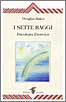 Douglas Baker
I SETTE RAGGI
Psicologia Esoterica